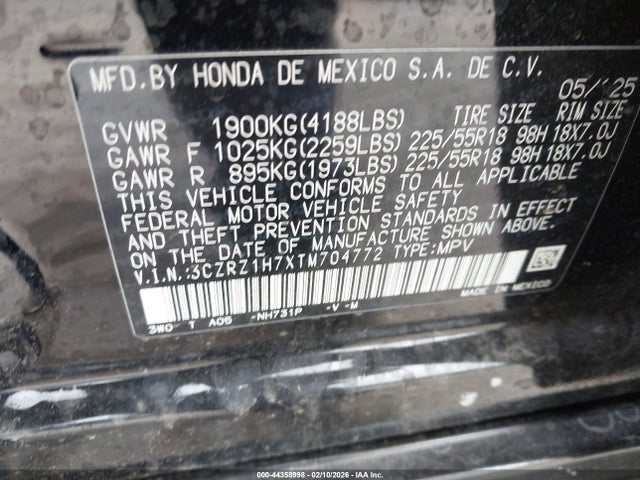 MFD. BY HONDA DE MEXICO S.A. DE C.V.
05/'25
TIRE SIZE RIM SIZE
GVWR 1900KG(4188LBS)
GAWR F 1025KG(2259LBS) 225/55R18 98H 18X7.0J
GAWR R 895KG(1973LBS) 225/55R18 98H 18X7.0J
THIS VEHICLE CONFORMS TO ALL APPLICABLE
FEDERAL MOTOR VEHICLE SAFETY
AND THEFT PREVENTION STANDARDS IN EFFECT
ON THE DATE OF MANUFACTURE SHOWN ABOVE.
V.I.N.:3CZRZ1H7XTM704772 TYPE:MPV
MADE IN MEXICO
3W0 1 A05 -NH731P -V -M
000-44358998 - 02/10/2026 - IAA Inc.